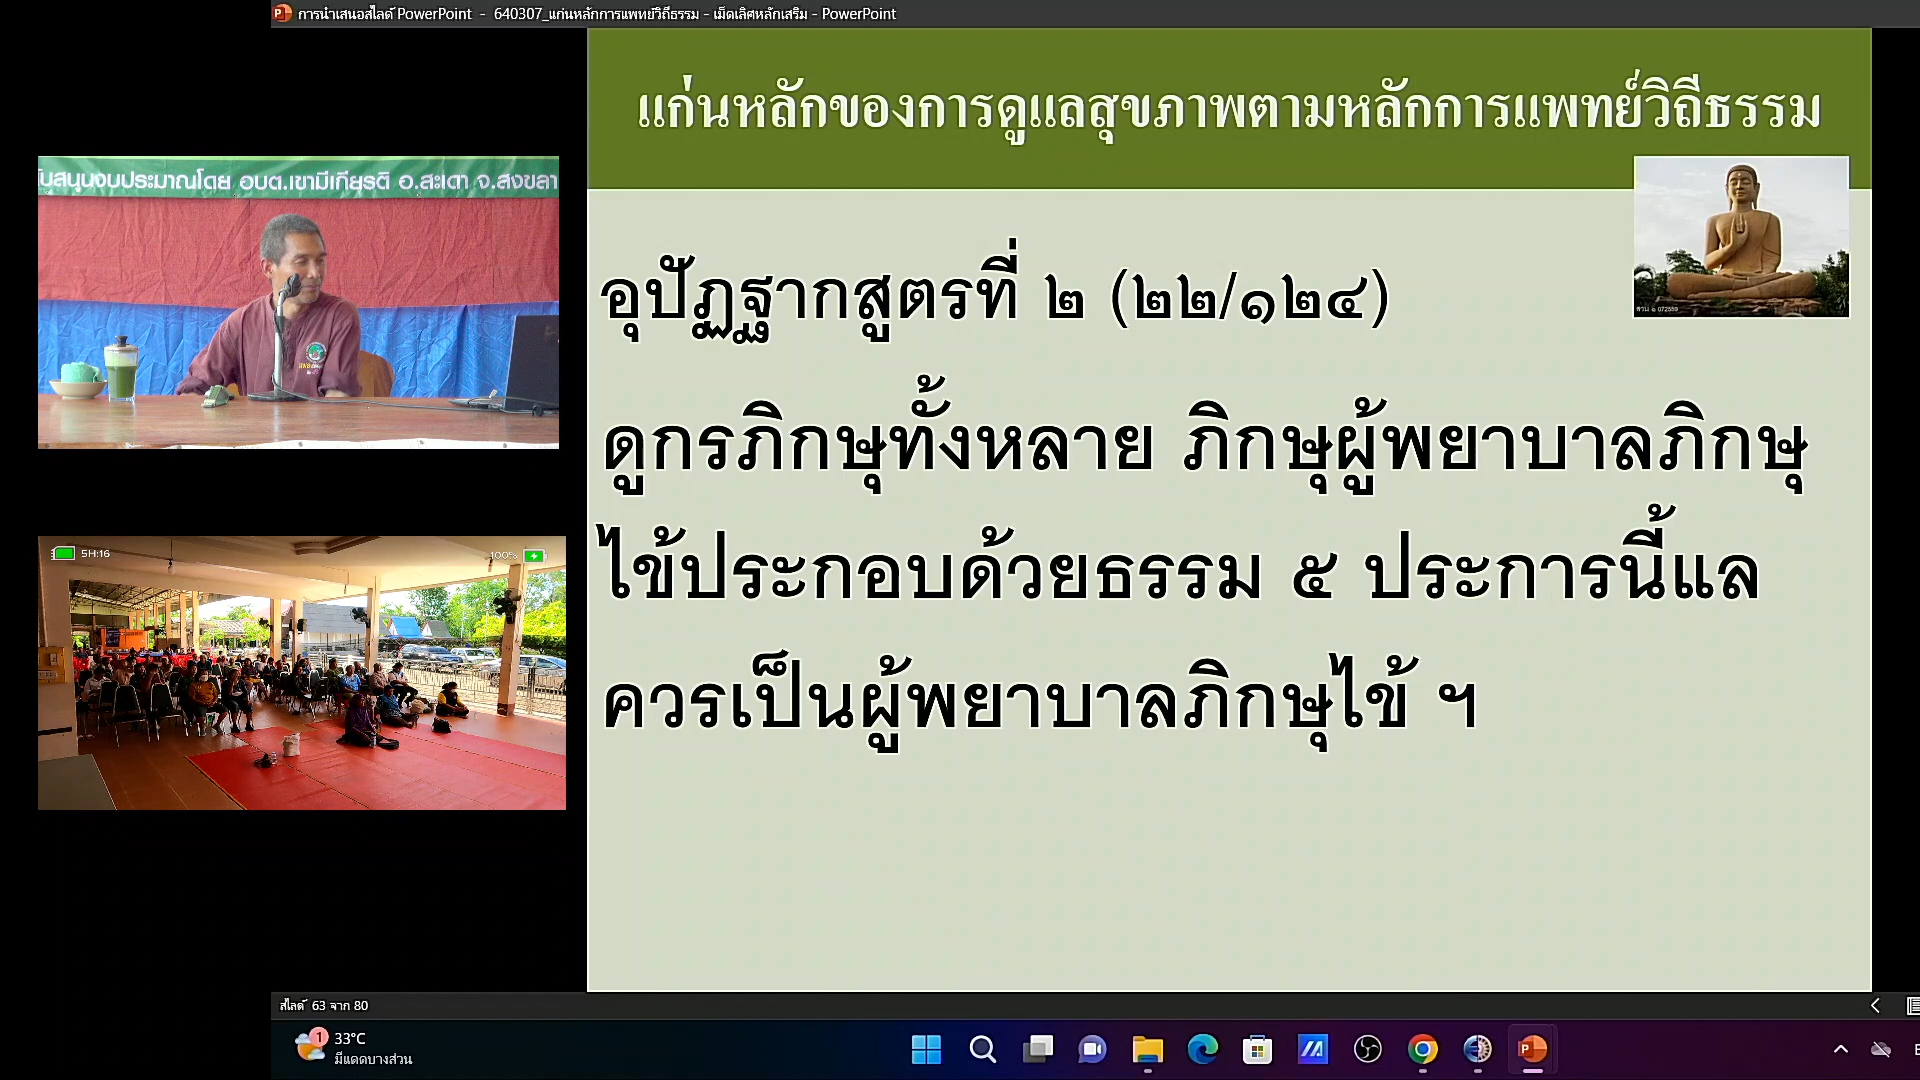 การนำเสนอสไลด์ PowerPoint - 640307_แก่นหลักการแพทย์วิถีธรรม - เม็ดเลิศหลักเสริม - PowerPoint
แก่นหลักของการดูแลสุขภาพตามหลักการแพทย์วิถีธรรม
อุปัฏฐากสูตรที่ ๒ (๒๒/๑๒๔)
ดูกรภิกษุทั้งหลาย ภิกษุผู้พยาบาลภิกษุ
ไข้ประกอบด้วยธรรม ๕ ประการนี้แล
ควรเป็นผู้พยาบาลภิกษุไข้ ฯ
บสนุนงบประมาณโดย อบต.เขามีเกียรติ อ.สะเดา จ.สงขลา
5H:16
100%
สไลด์ 63 จาก 80
1
33°C
มีแดดบางส่วน